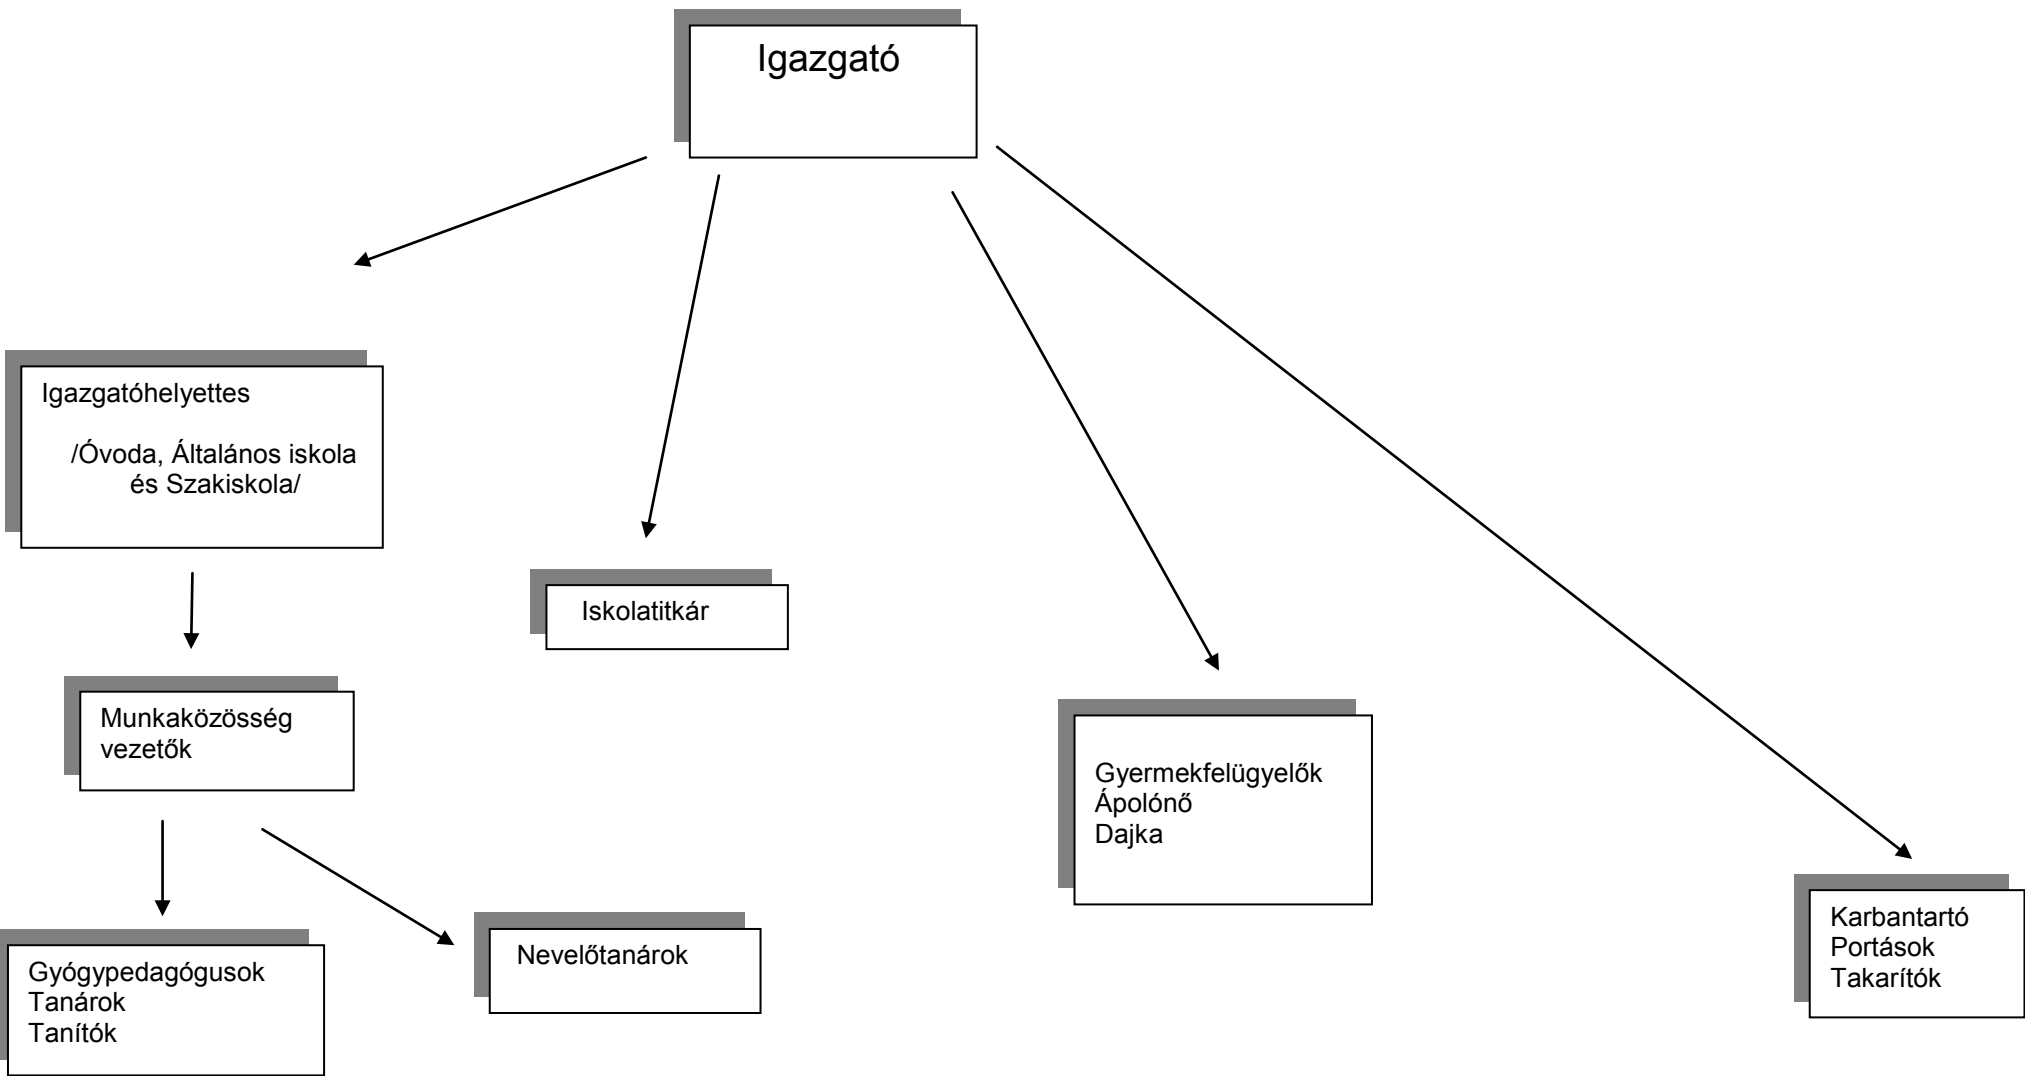 Igazgató
Igazgatóhelyettes
/Óvoda, Általános iskola
és Szakiskola/
Iskolatitkár
Munkaközösség
vezetők
Gyermekfelügyelők
Ápolónő
Dajka
Karbantartó
Portások
Takarítók
Nevelőtanárok
Gyógypedagógusok
Tanárok
Tanítók